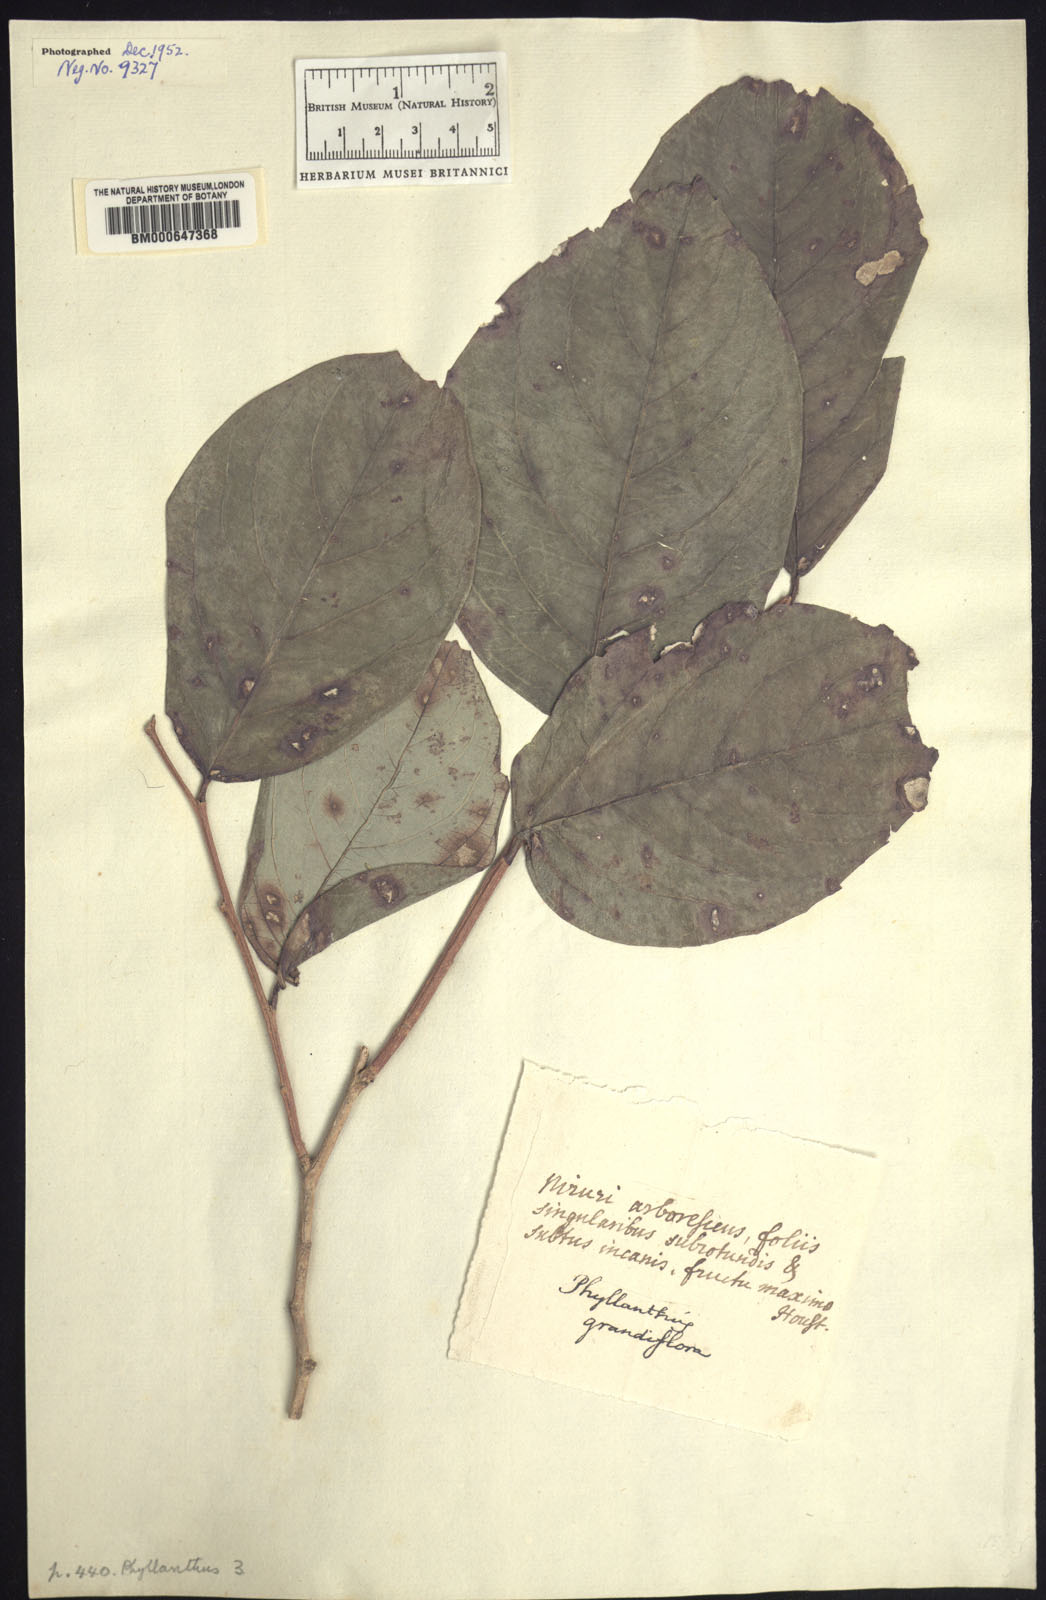 Photographed Dec. 1952.
Neg. No. 9327
1 2
BRITISH MUSEUM (NATURAL HISTORY)
1 2 3 4 5
HERBARIUM MUSEI BRITANNICI
THE NATURAL HISTORY MUSEUM, LONDON
DEPARTMENT OF BOTANY
BM000647368
Niruri arborescens, foliis
singularibus subrotundis &
subtus incanis, fructu maximo
Houst.
Phyllanthus
grandiflora
p. 440. Phyllanthus 3